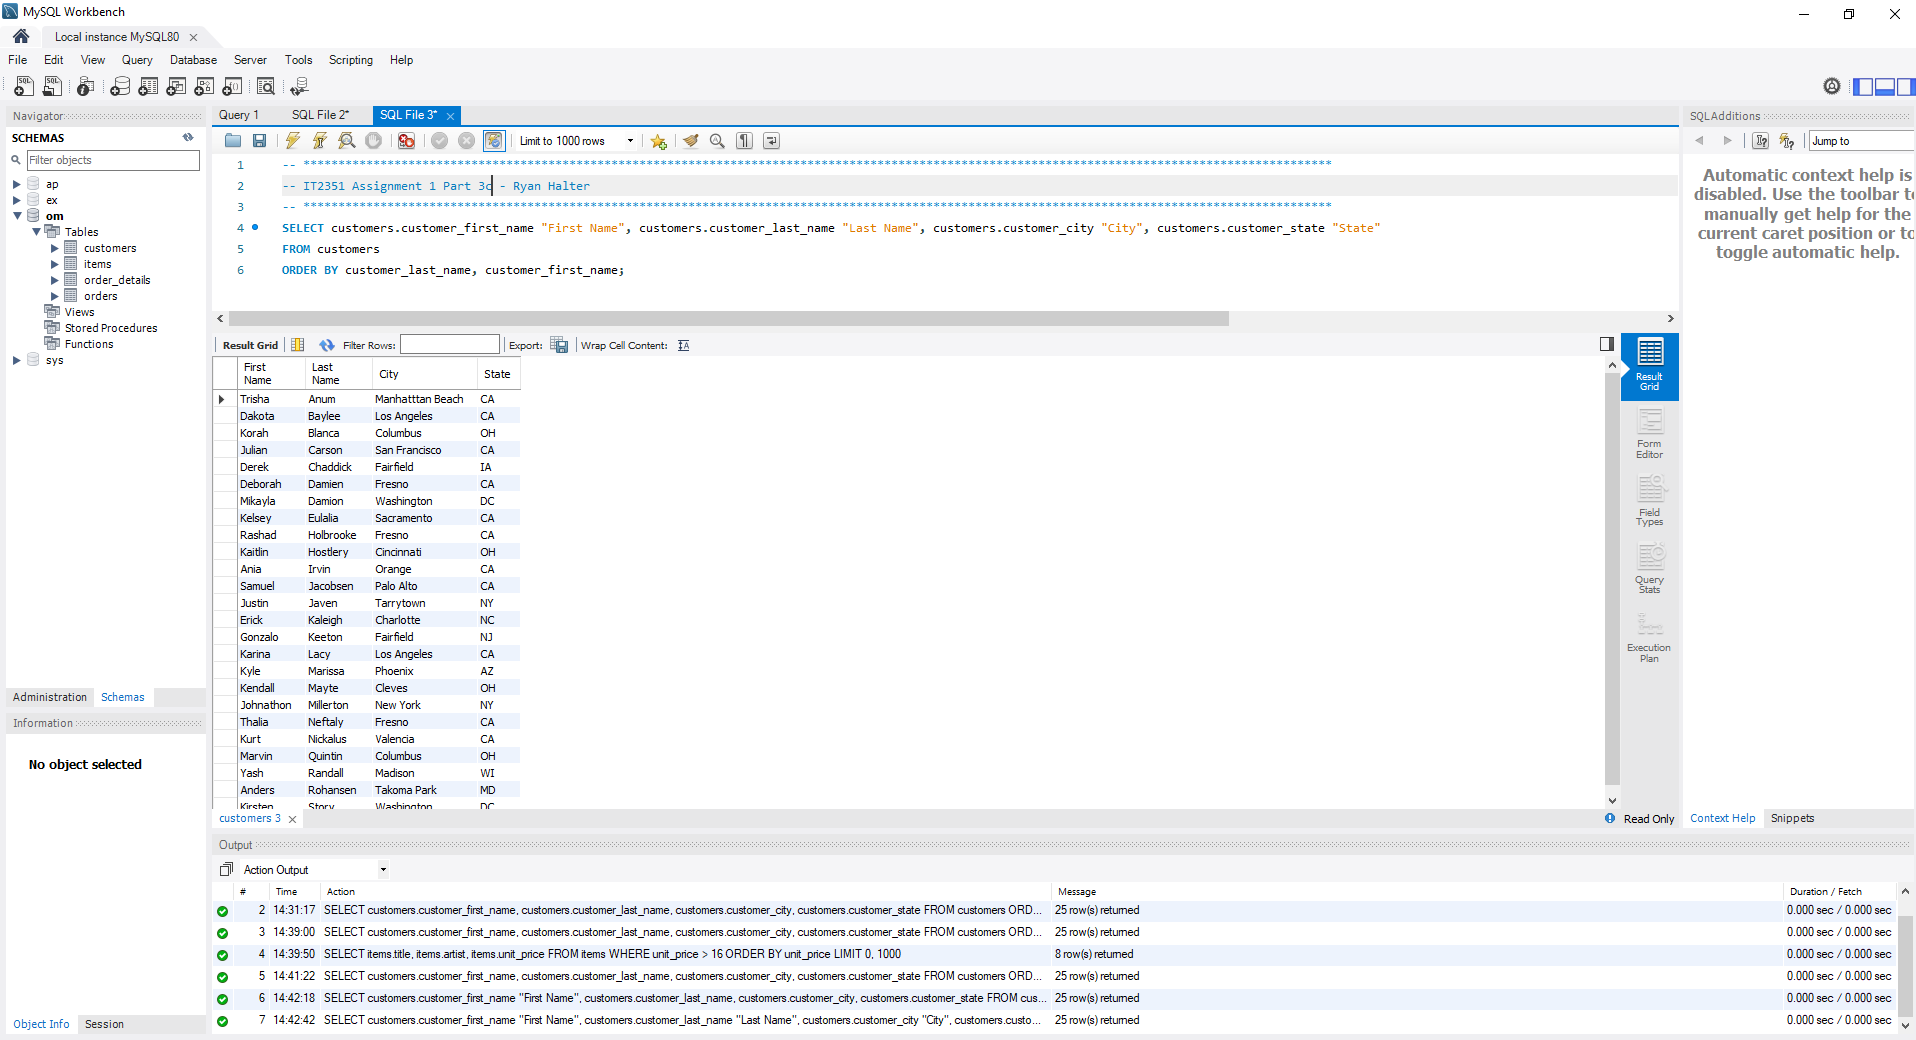 MySQL Workbench
Local instance MySQL80
File Edit View Query Database Server Tools Scripting Help
Navigator
SCHEMAS
Filter objects
ap
ex
om
Tables
customers
items
order_details
orders
Views
Stored Procedures
Functions
sys
Administration Schemas
Information
No object selected
Object Info Session
Query 1 SQL File 2* SQL File 3*
Limit to 1000 rows
1 -- ***************************************************************************************************************************************************
2 -- IT2351 Assignment 1 Part 3c - Ryan Halter
3 -- ***************************************************************************************************************************************************
4 SELECT customers.customer_first_name "First Name", customers.customer_last_name "Last Name", customers.customer_city "City", customers.customer_state "State"
5 FROM customers
6 ORDER BY customer_last_name, customer_first_name;
Result Grid Filter Rows: Export: Wrap Cell Content:
First Name Last Name City State
Trisha Anum Manhatttan Beach CA
Dakota Baylee Los Angeles CA
Korah Blanca Columbus OH
Julian Carson San Francisco CA
Derek Chaddick Fairfield IA
Deborah Damien Fresno CA
Mikayla Damion Washington DC
Kelsey Eulalia Sacramento CA
Rashad Holbrooke Fresno CA
Kaitlin Hostlery Cincinnati OH
Ania Irvin Orange CA
Samuel Jacobsen Palo Alto CA
Justin Javen Tarrytown NY
Erick Kaleigh Charlotte NC
Gonzalo Keeton Fairfield NJ
Karina Lacy Los Angeles CA
Kyle Marissa Phoenix AZ
Kendall Mayte Cleves OH
Johnathon Millerton New York NY
Thalia Neftaly Fresno CA
Kurt Nickalus Valencia CA
Marvin Quintin Columbus OH
Yash Randall Madison WI
Anders Rohansen Takoma Park MD
Kirsten Story Washington DC
Result Grid
Form Editor
Field Types
Query Stats
Execution Plan
customers 3
Read Only
SQLAdditions
Jump to
Automatic context help is
disabled. Use the toolbar to
manually get help for the
current caret position or to
toggle automatic help.
Context Help Snippets
Output
Action Output
# Time Action Message Duration / Fetch
2 14:31:17 SELECT customers.customer_first_name, customers.customer_last_name, customers.customer_city, customers.customer_state FROM customers ORD... 25 row(s) returned 0.000 sec / 0.000 sec
3 14:39:00 SELECT customers.customer_first_name, customers.customer_last_name, customers.customer_city, customers.customer_state FROM customers ORD... 25 row(s) returned 0.000 sec / 0.000 sec
4 14:39:50 SELECT items.title, items.artist, items.unit_price FROM items WHERE unit_price > 16 ORDER BY unit_price LIMIT 0, 1000 8 row(s) returned 0.000 sec / 0.000 sec
5 14:41:22 SELECT customers.customer_first_name, customers.customer_last_name, customers.customer_city, customers.customer_state FROM customers ORD... 25 row(s) returned 0.000 sec / 0.000 sec
6 14:42:18 SELECT customers.customer_first_name "First Name", customers.customer_last_name, customers.customer_city, customers.customer_state FROM cus... 25 row(s) returned 0.000 sec / 0.000 sec
7 14:42:42 SELECT customers.customer_first_name "First Name", customers.customer_last_name "Last Name", customers.customer_city "City", customers.custo... 25 row(s) returned 0.000 sec / 0.000 sec